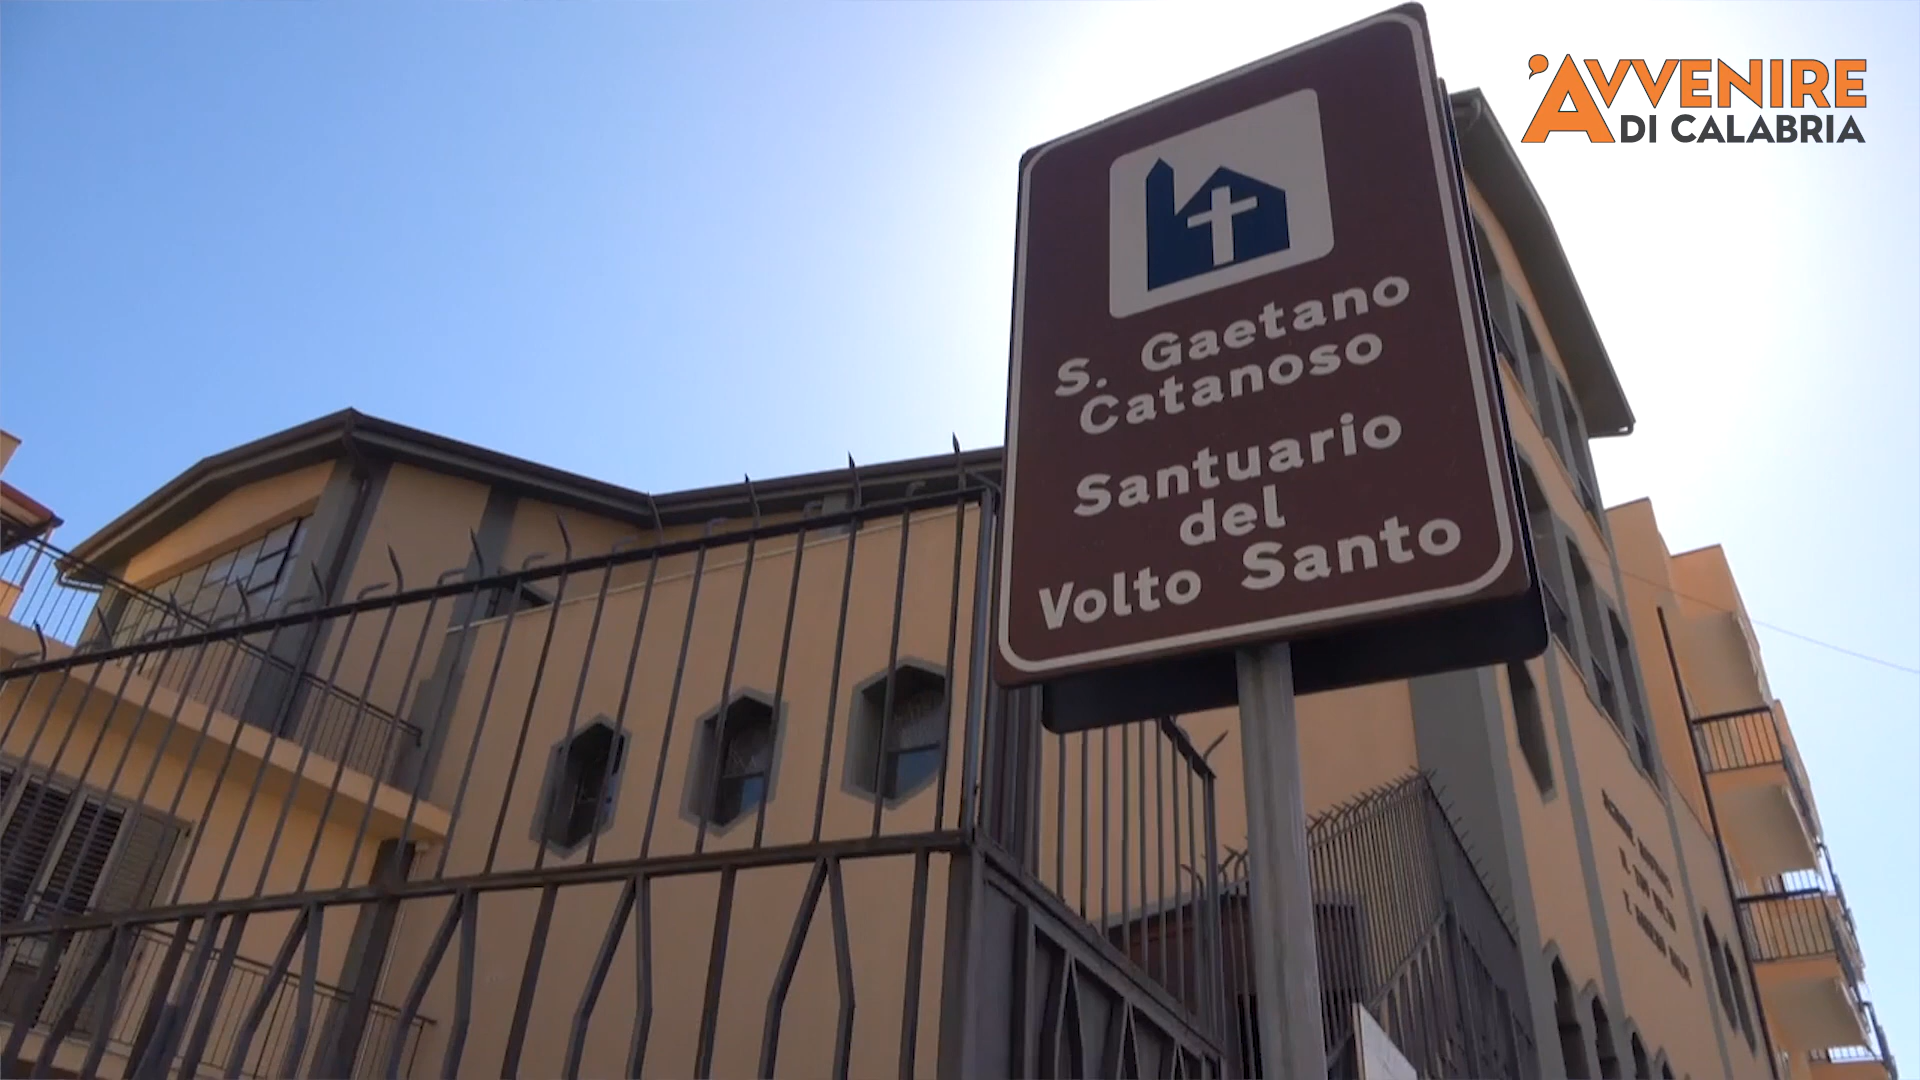 L'AVVENIRE
DI CALABRIA
S. Gaetano
Catanoso
Santuario
del
Volto Santo